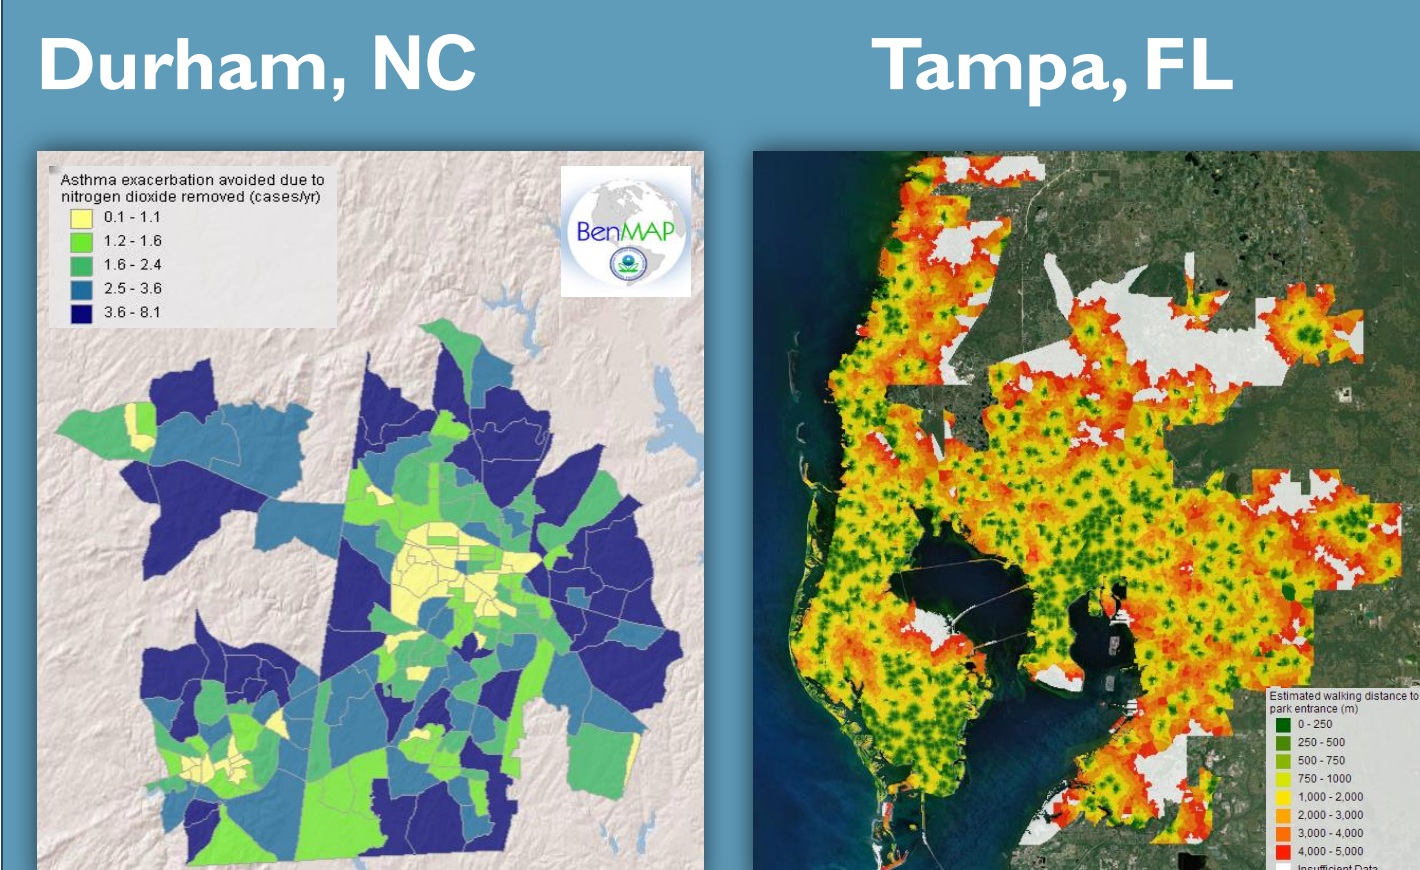 Durham, NC
Tampa, FL
Asthma exacerbation avoided due to
nitrogen dioxide removed (cases/yr)
0.1 - 1.1
1.2 - 1.6
1.6 - 2.4
2.5 - 3.6
3.6 - 8.1
BenMAP
Estimated walking distance to
park entrance (m)
0 - 250
250 - 500
500 - 750
750 - 1000
1,000 - 2,000
2,000 - 3,000
3,000 - 4,000
4,000 - 5,000
Insufficient Data